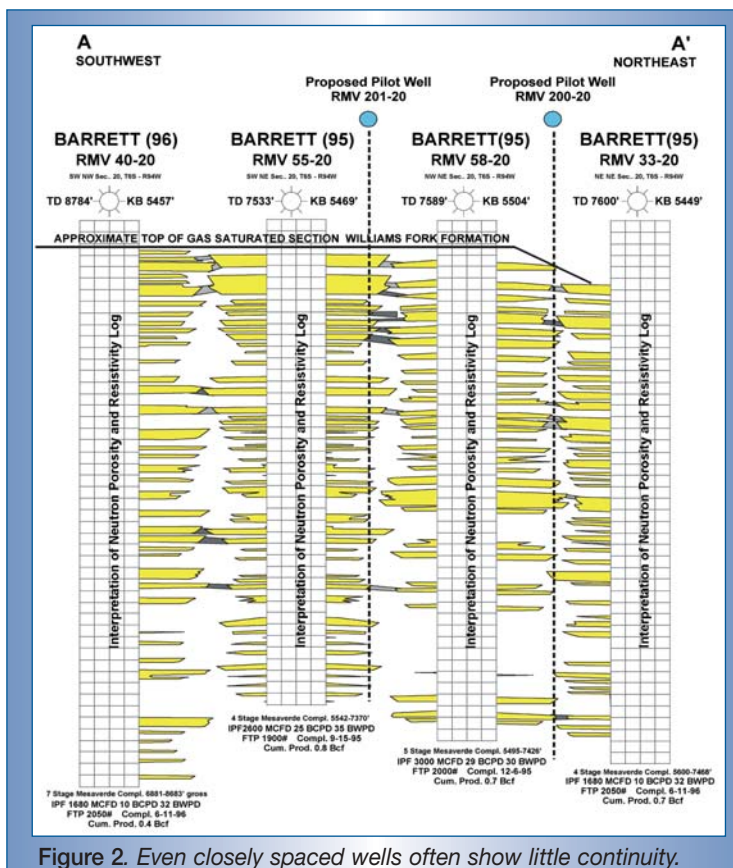 A
SOUTHWEST
A'
NORTHEAST
Proposed Pilot Well
RMV 201-20
Proposed Pilot Well
RMV 200-20
BARRETT (96)
RMV 40-20
SW NW Sec.. 20, T6S - R94W
TD 8784' KB 5457'
BARRETT (95)
RMV 55-20
SW NE Sec.. 20, T6S - R94W
TD 7533' KB 5469'
BARRETT(95)
RMV 58-20
NW NE Sec.. 20, T6S - R94W
TD 7589' KB 5504'
BARRETT(95)
RMV 33-20
NE NE Sec.. 20, T6S - R94W
TD 7600' KB 5449'
APPROXIMATE TOP OF GAS SATURATED SECTION WILLIAMS FORK FORMATION
Interpretation of Neutron Porosity and Resistivity Log
Interpretation of Neutron Porosity and Resistivity Log
Interpretation of Neutron Porosity and Resistivity Log
Interpretation of Neutron Porosity and Resistivity Log
7 Stage Mesaverde Compl. 6881-8683' gross
IPF 1680 MCFD 10 BCPD 32 BWPD
FTP 2050# Compl. 6-11-96
Cum. Prod. 0.4 Bcf
4 Stage Mesaverde Compl. 5542-7370'
IPF2600 MCFD 25 BCPD 35 BWPD
FTP 1900# Compl. 9-15-95
Cum. Prod. 0.8 Bcf
5 Stage Mesaverde Compl. 5495-7426'
IPF 3000 MCFD 29 BCPD 30 BWPD
FTP 2000# Compl. 12-6-95
Cum. Prod. 0.7 Bcf
4 Stage Mesaverde Compl. 5600-7468'
IPF 1680 MCFD 10 BCPD 32 BWPD
FTP 2050# Compl. 6-11-96
Cum. Prod. 0.7 Bcf
Figure 2. Even closely spaced wells often show little continuity.